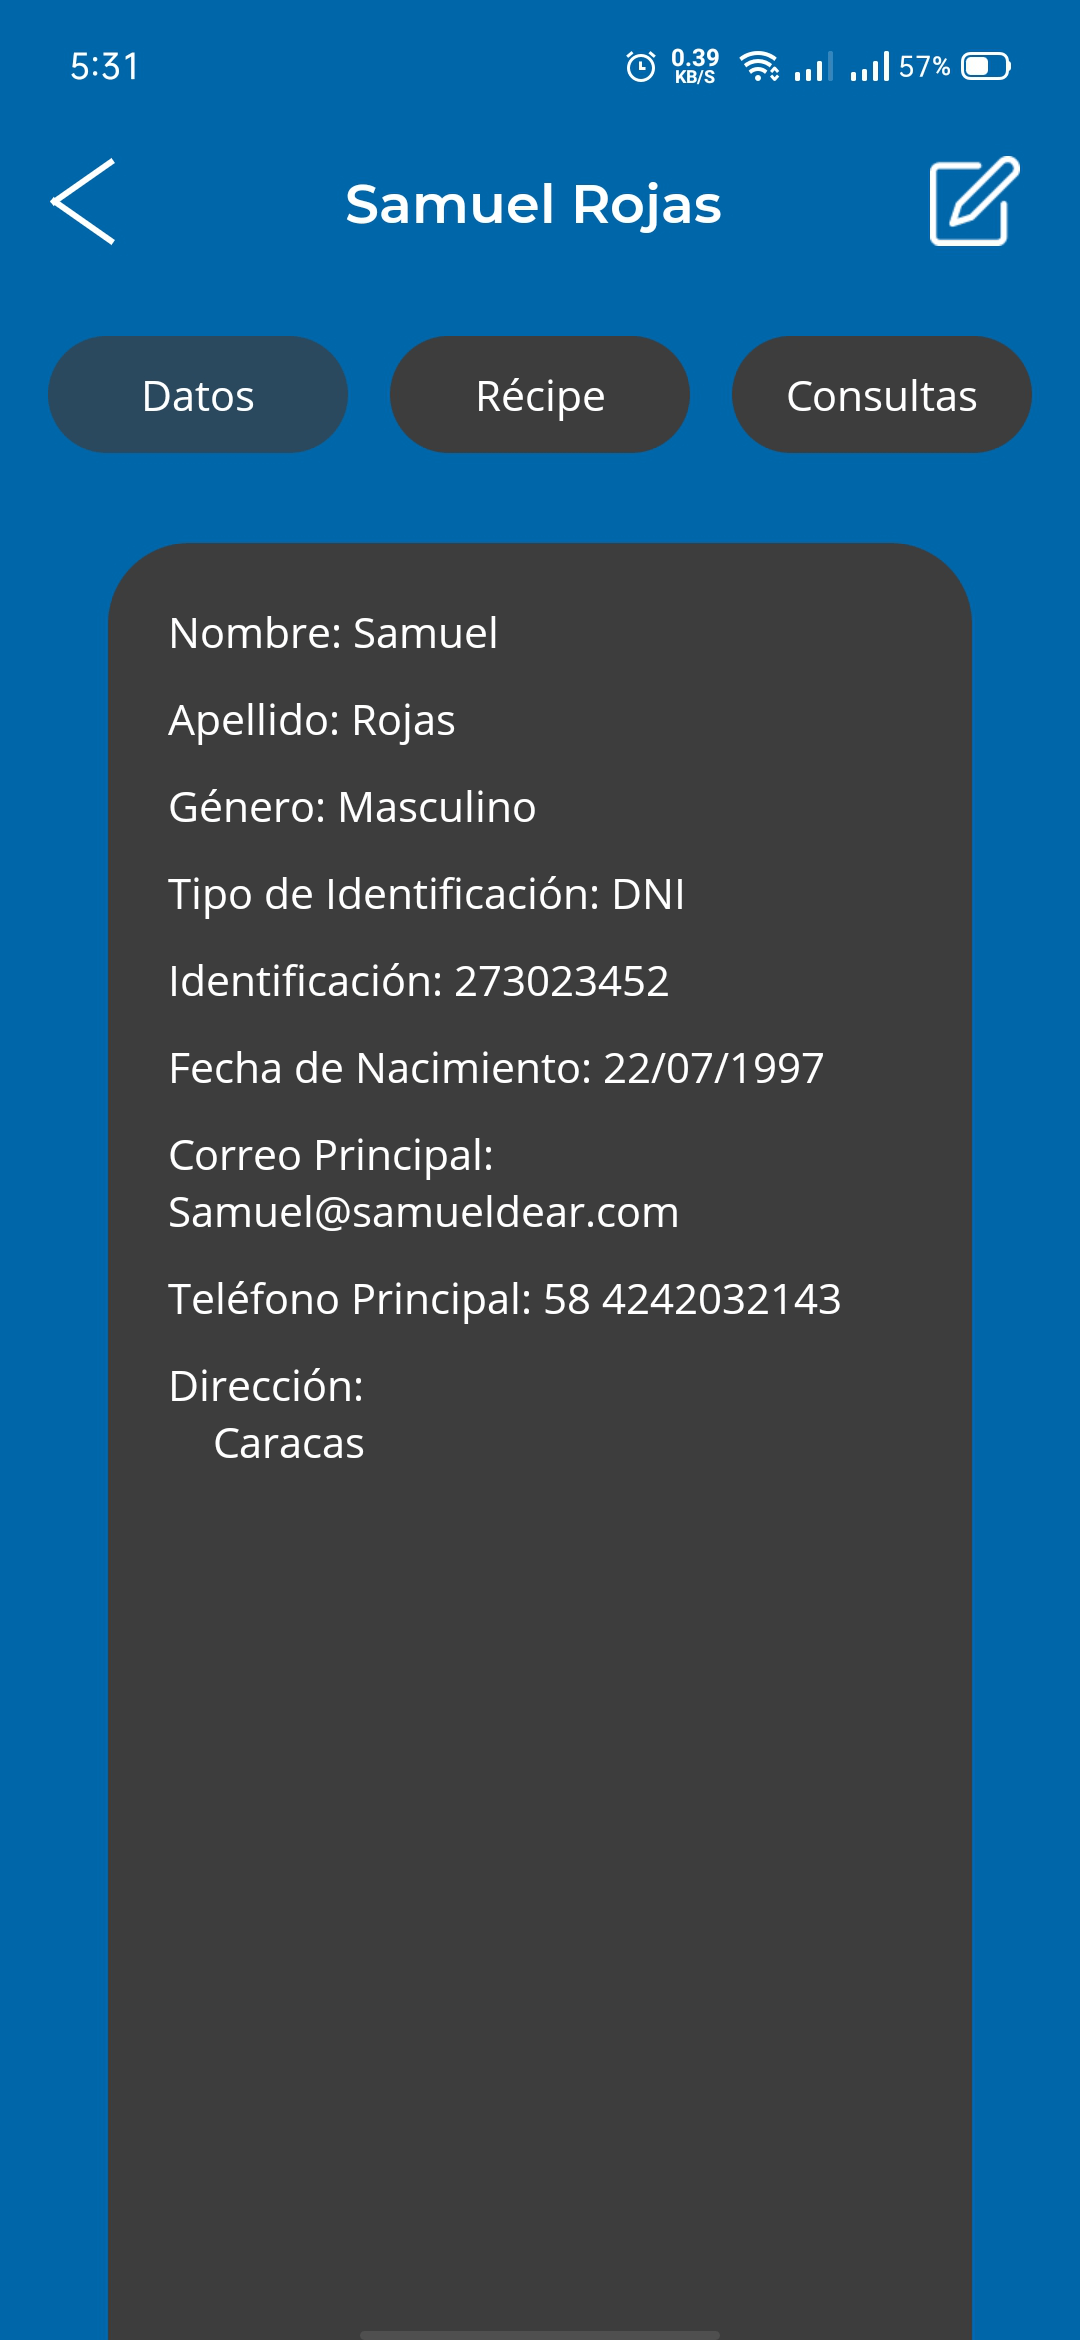 5:31
0.39
KB/S
57%
Samuel Rojas
Datos
Récipe
Consultas
Nombre: Samuel
Apellido: Rojas
Género: Masculino
Tipo de Identificación: DNI
Identificación: 273023452
Fecha de Nacimiento: 22/07/1997
Correo Principal:
Samuel@samueldear.com
Teléfono Principal: 58 4242032143
Dirección:
Caracas